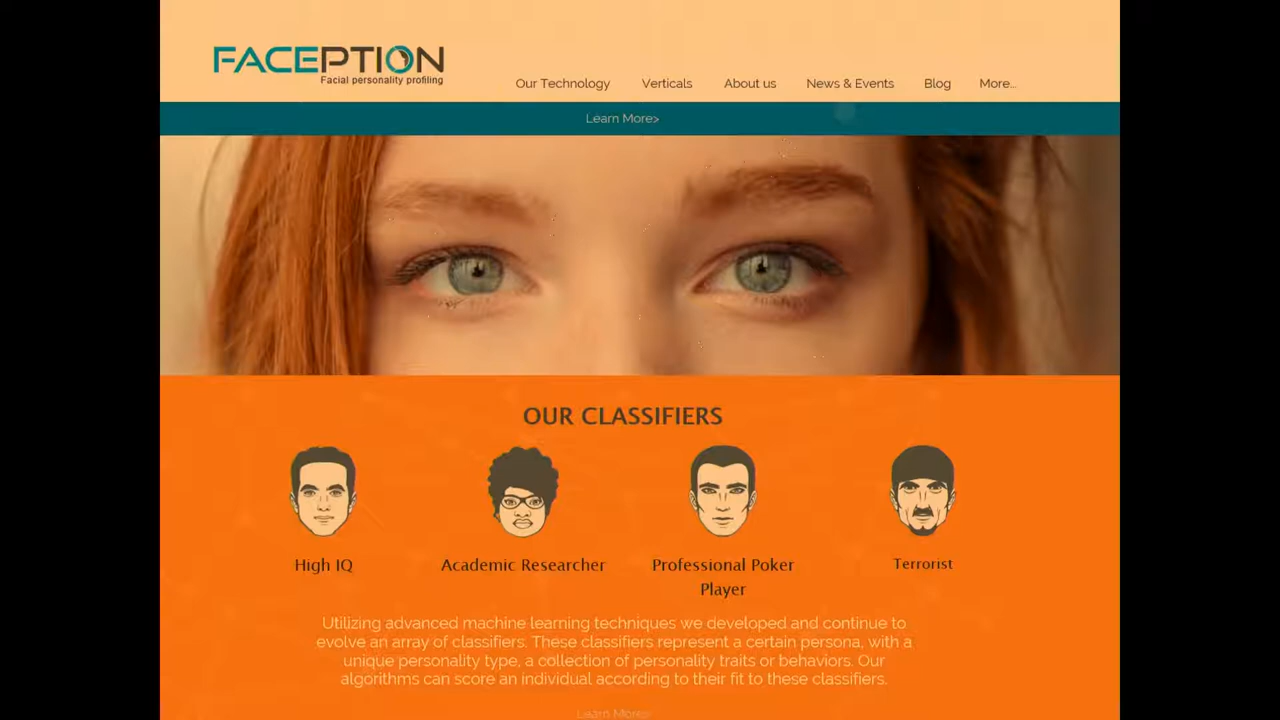 FACEPTION
Facial personality profiling
Our Technology Verticals About us News & Events Blog More...
Learn More>
OUR CLASSIFIERS
High IQ Academic Researcher Professional Poker Player Terrorist
Utilizing advanced machine learning techniques we developed and continue to
evolve an array of classifiers. These classifiers represent a certain persona, with a
unique personality type, a collection of personality traits or behaviors. Our
algorithms can score an individual according to their fit to these classifiers.
Learn More>